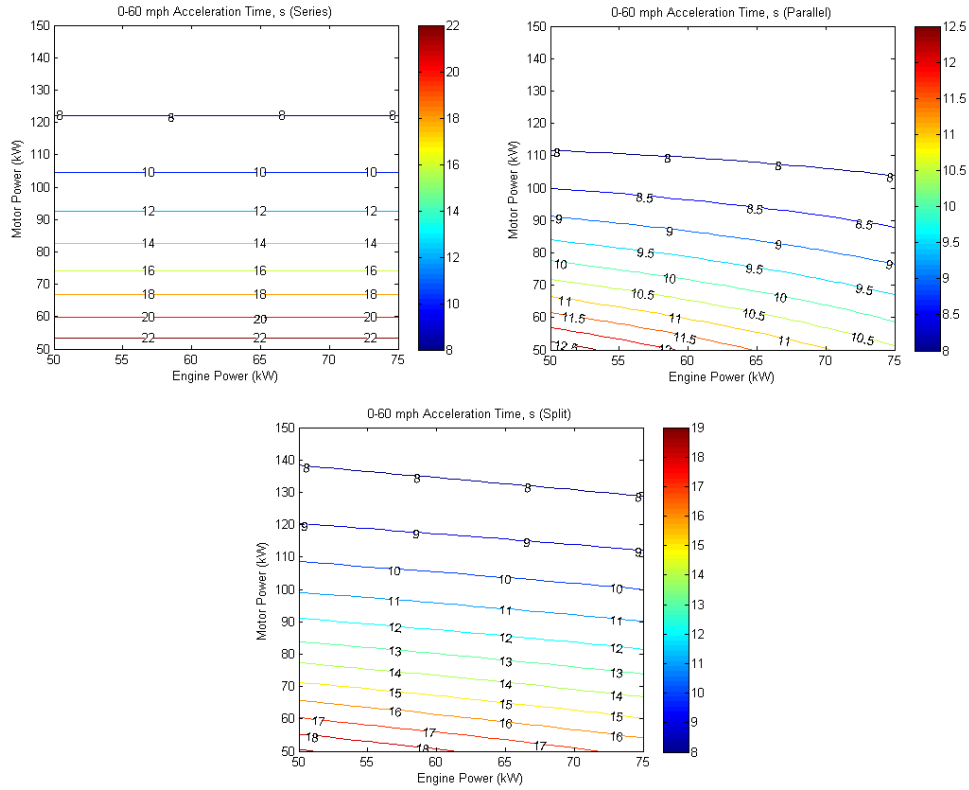 0-60 mph Acceleration Time, s (Series)
150
140
130
120
110
100
90
80
70
60
50
Motor Power (kW)
8 8 8 8
10 10 10
12 12 12
14 14 14
16 16 16
18 18 18
20 20 20
22 22 22
50 55 60 65 70 75
Engine Power (kW)
22
20
18
16
14
12
10
8
0-60 mph Acceleration Time, s (Parallel)
150
140
130
120
110
100
90
80
70
60
50
Motor Power (kW)
8 8 8 8
8.5 8.5 8.5
9 9 9 9
9.5 9.5 9.5
10 10 10
10.5 10.5 10.5
11 11 11
11.5 11.5
12.5
50 55 60 65 70 75
Engine Power (kW)
12.5
12
11.5
11
10.5
10
9.5
9
8.5
8
0-60 mph Acceleration Time, s (Split)
150
140
130
120
110
100
90
80
70
60
50
Motor Power (kW)
8 8 8 8
9 9 9 9
10 10 10
11 11 11
12 12 12
13 13 13
14 14 14
15 15 15
16 16 16
17 17 17
18 18
50 55 60 65 70 75
Engine Power (kW)
19
18
17
16
15
14
13
12
11
10
9
8